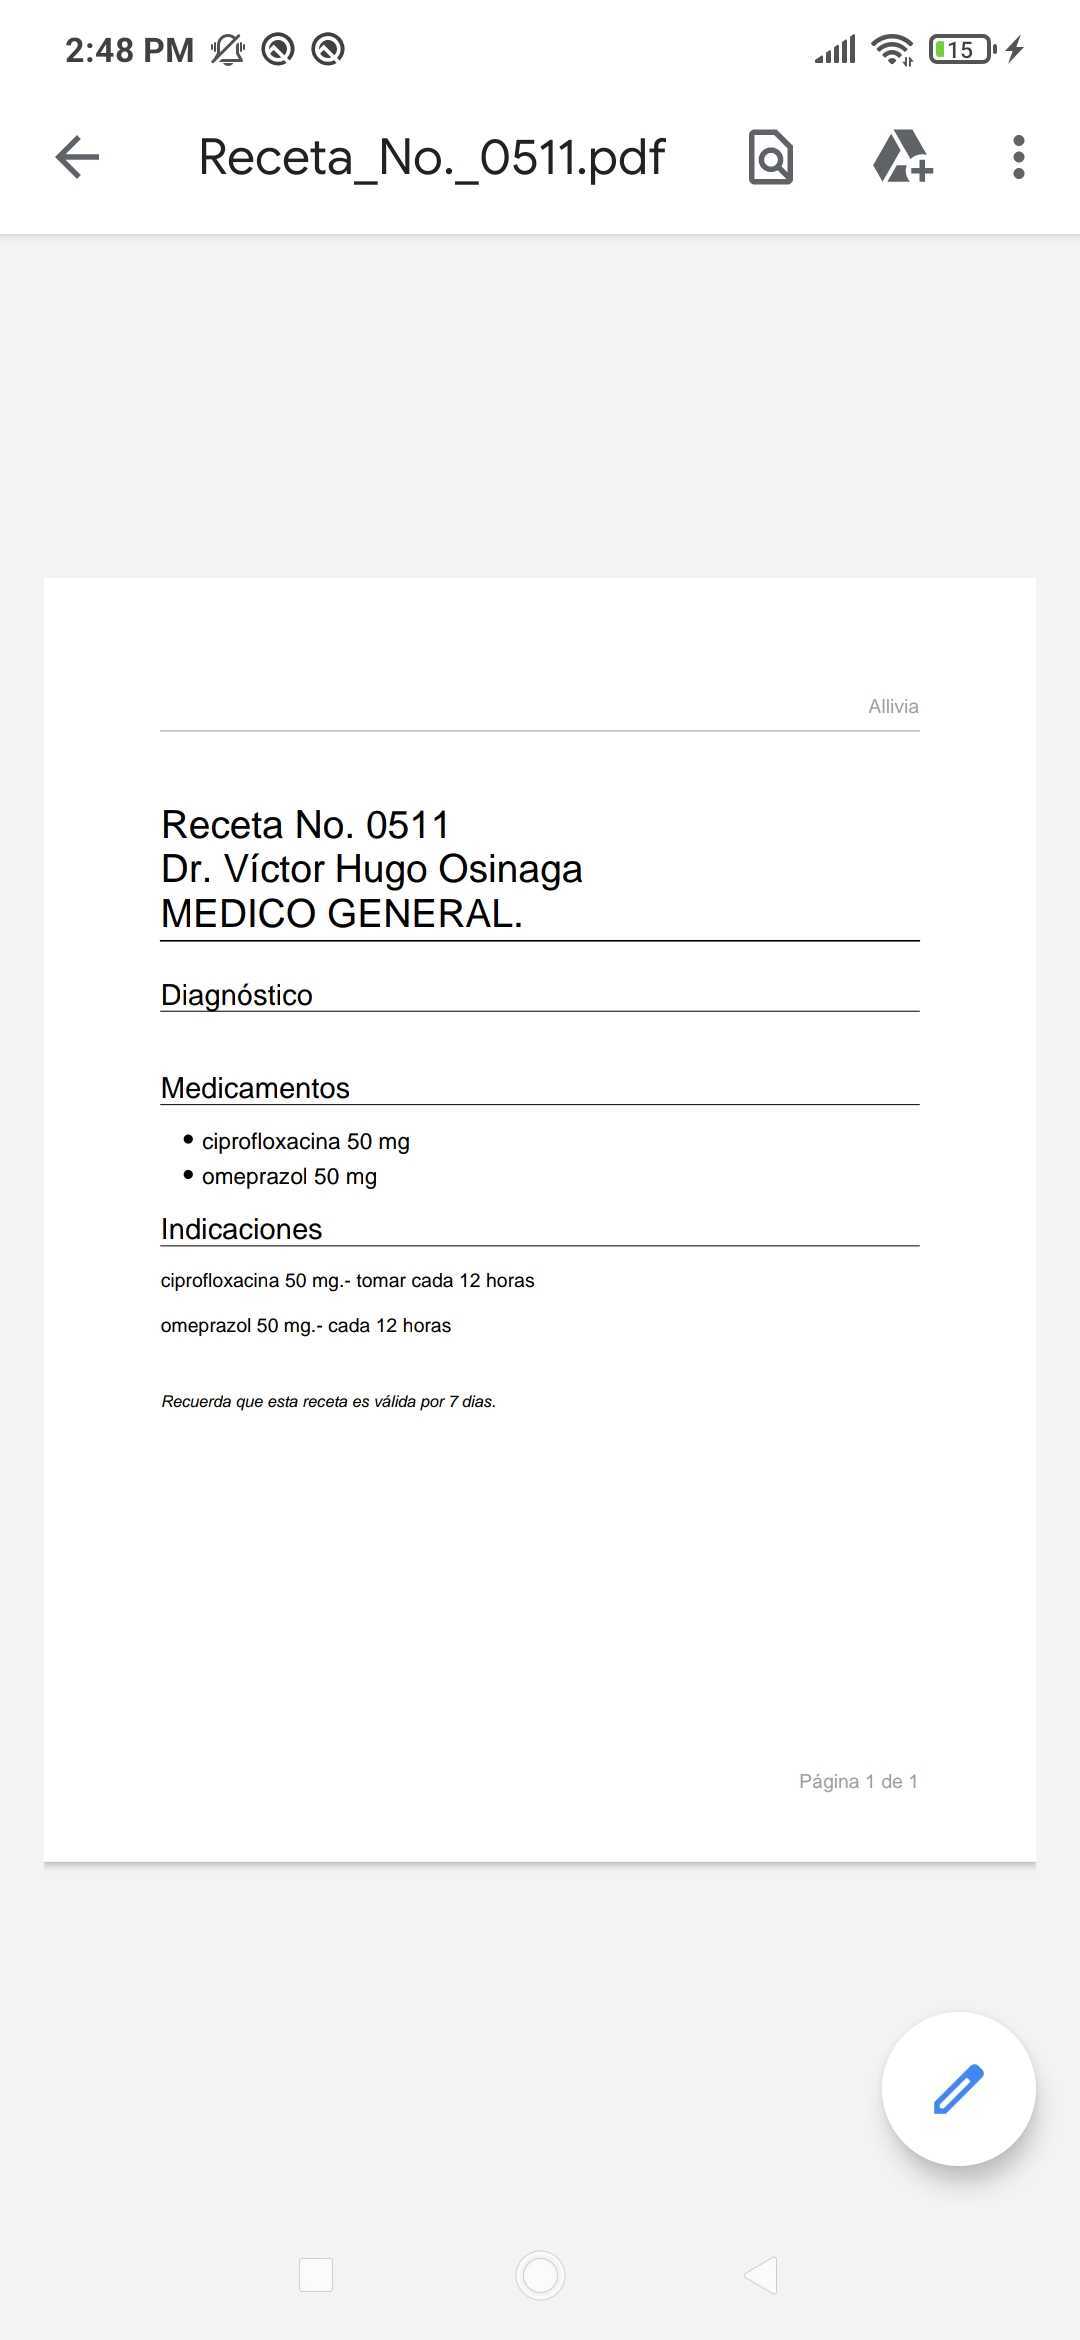 2:48 PM
15
Receta_No._0511.pdf
Allivia
Receta No. 0511
Dr. Víctor Hugo Osinaga
MEDICO GENERAL.
Diagnóstico
Medicamentos
• ciprofloxacina 50 mg
• omeprazol 50 mg
Indicaciones
ciprofloxacina 50 mg.- tomar cada 12 horas
omeprazol 50 mg.- cada 12 horas
Recuerda que esta receta es válida por 7 dias.
Página 1 de 1